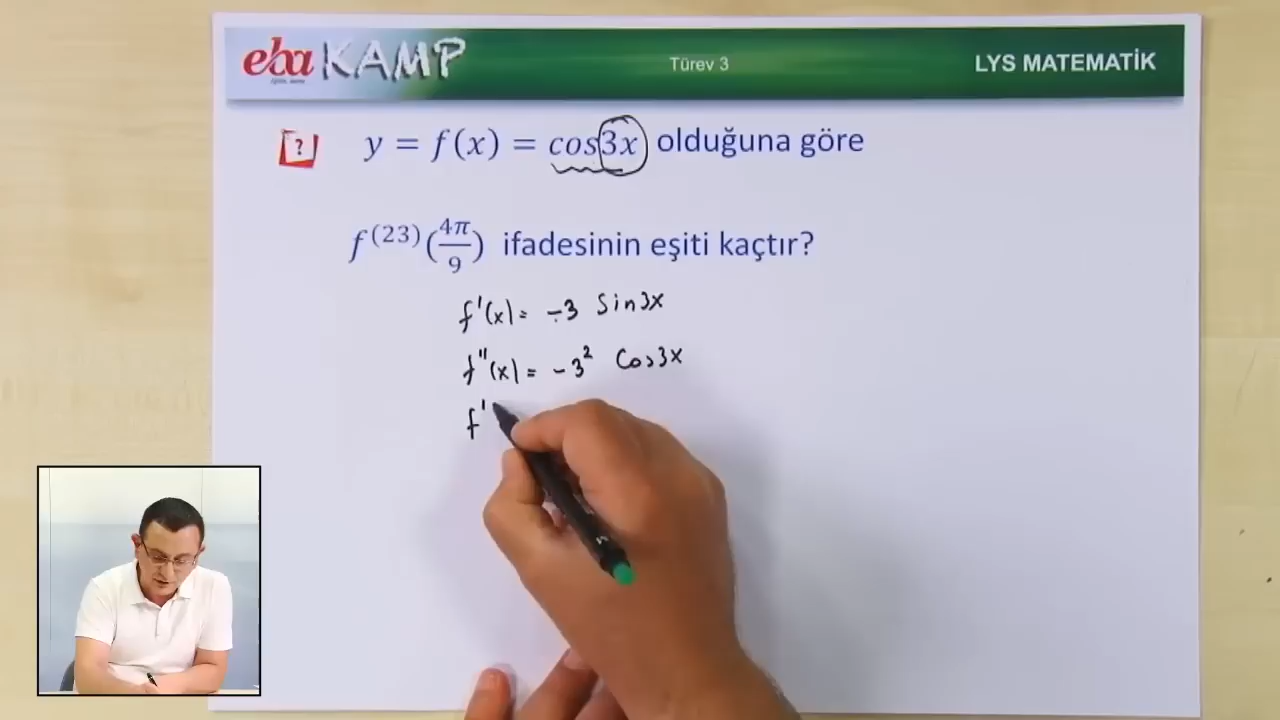 eba KAMP
Türev 3
LYS MATEMATİK
?
y = f(x) = cos3x olduğuna göre
f^(23)(4π/9) ifadesinin eşiti kaçtır?
f'(x) = -3 Sin3x
f''(x) = -3² Cos3x
f'